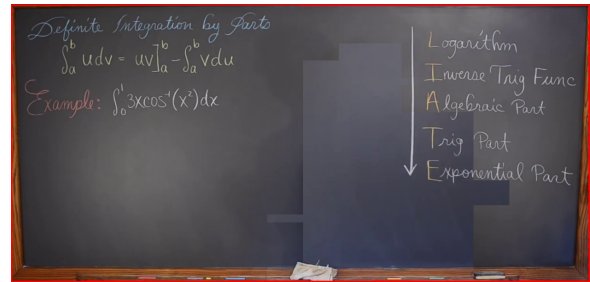 Definite Integration by Parts
∫ₐᵇ udv = uv]ₐᵇ - ∫ₐᵇ vdu
Example: ∫₀¹ 3xcos⁻¹(x²)dx
Logarithm
Inverse Trig Func
Algebraic Part
Trig Part
Exponential Part